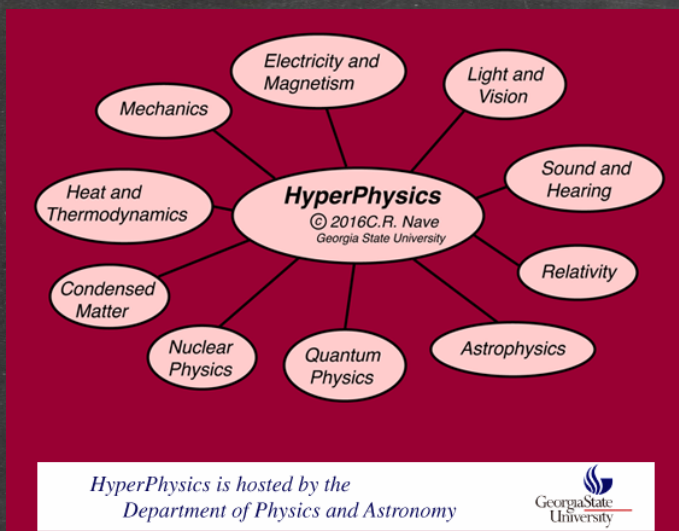 Electricity and
Magnetism
Light and
Vision
Mechanics
Sound and
Hearing
HyperPhysics
© 2016C.R. Nave
Georgia State University
Heat and
Thermodynamics
Relativity
Condensed
Matter
Nuclear
Physics
Quantum
Physics
Astrophysics
HyperPhysics is hosted by the
Department of Physics and Astronomy
GeorgiaState
University